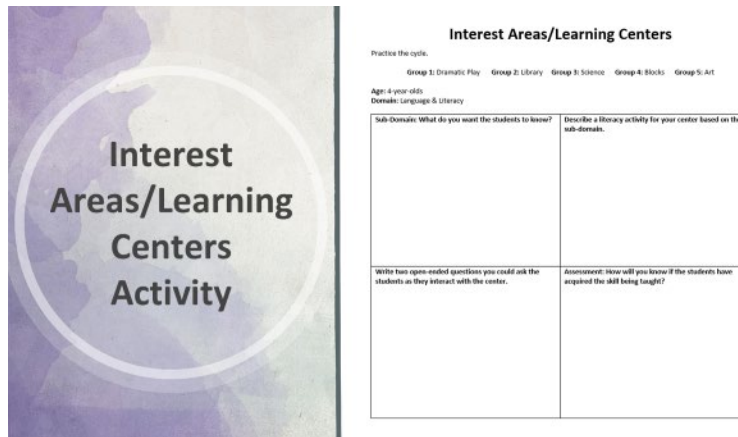 Interest
Areas/Learning
Centers
Activity
Interest Areas/Learning Centers
Practice the cycle.
Group 1: Dramatic Play Group 2: Library Group 3: Science Group 4: Blocks Group 5: Art
Age: 4-year-olds
Domain: Language & Literacy
Sub-Domain: What do you want the students to know?
Describe a literacy activity for your center based on the
sub-domain.
Write two open-ended questions you could ask the
students as they interact with the center.
Assessment: How will you know if the students have
acquired the skill being taught?